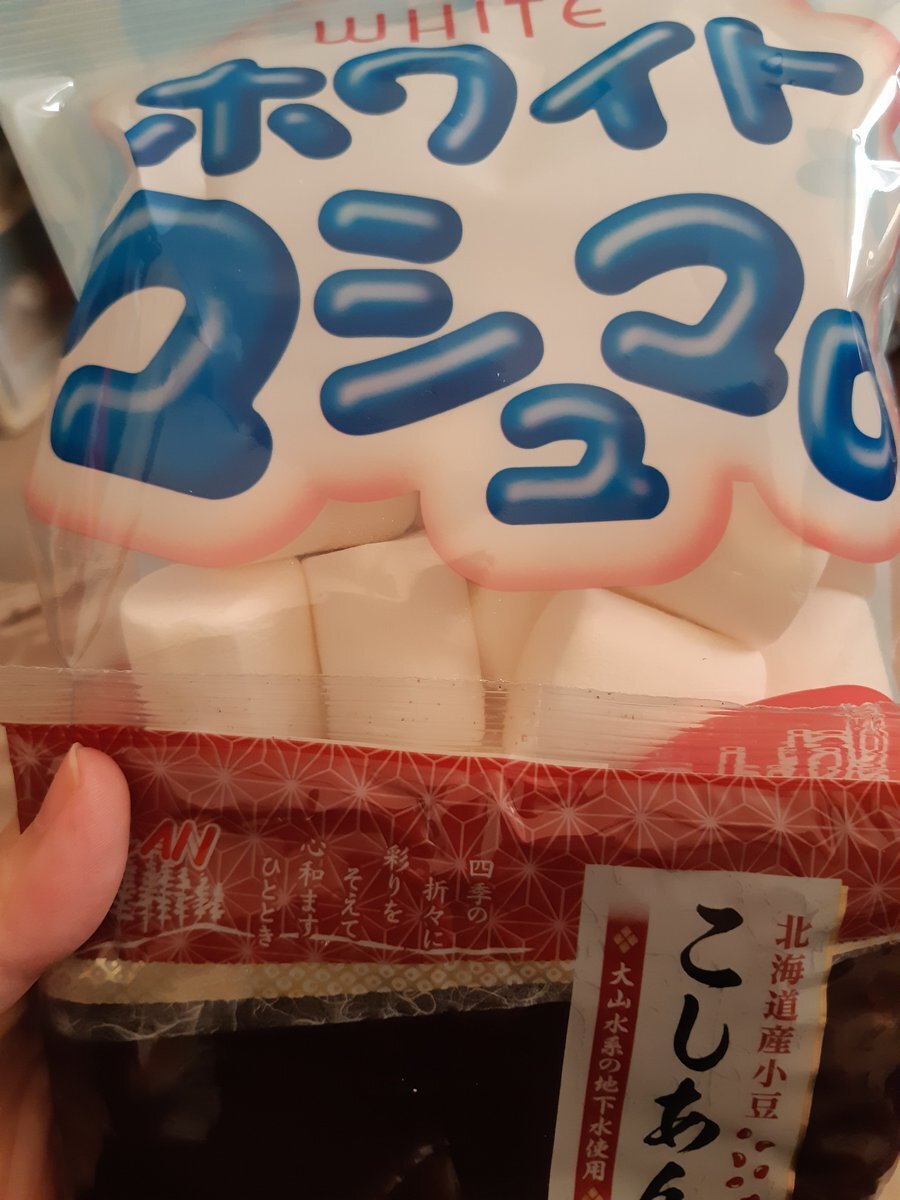 WHITE
ホワイト
マシュマロ
AN
四季の
折々に
彩りを
そえて
心和ます
ひととき
北海道産小豆
こしあん
大山水系の地下水使用